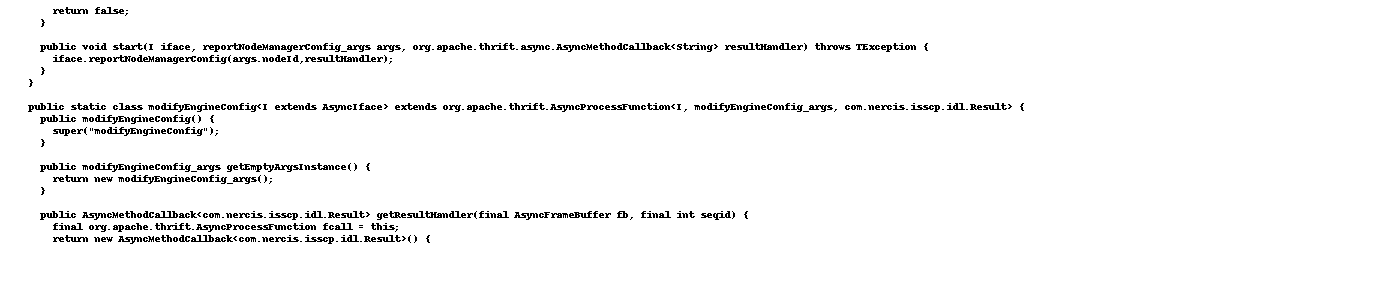 return false;
}
public void start(I iface, reportNodeManagerConfig_args args, org.apache.thrift.async.AsyncMethodCallback<String> resultHandler) throws TException {
iface.reportNodeManagerConfig(args.nodeId,resultHandler);
}
}
public static class modifyEngineConfig<I extends AsyncIface> extends org.apache.thrift.AsyncProcessFunction<I, modifyEngineConfig_args, com.nercis.isscp.idl.Result> {
public modifyEngineConfig() {
super("modifyEngineConfig");
}
public modifyEngineConfig_args getEmptyArgsInstance() {
return new modifyEngineConfig_args();
}
public AsyncMethodCallback<com.nercis.isscp.idl.Result> getResultHandler(final AsyncFrameBuffer fb, final int seqid) {
final org.apache.thrift.AsyncProcessFunction fcall = this;
return new AsyncMethodCallback<com.nercis.isscp.idl.Result>() {